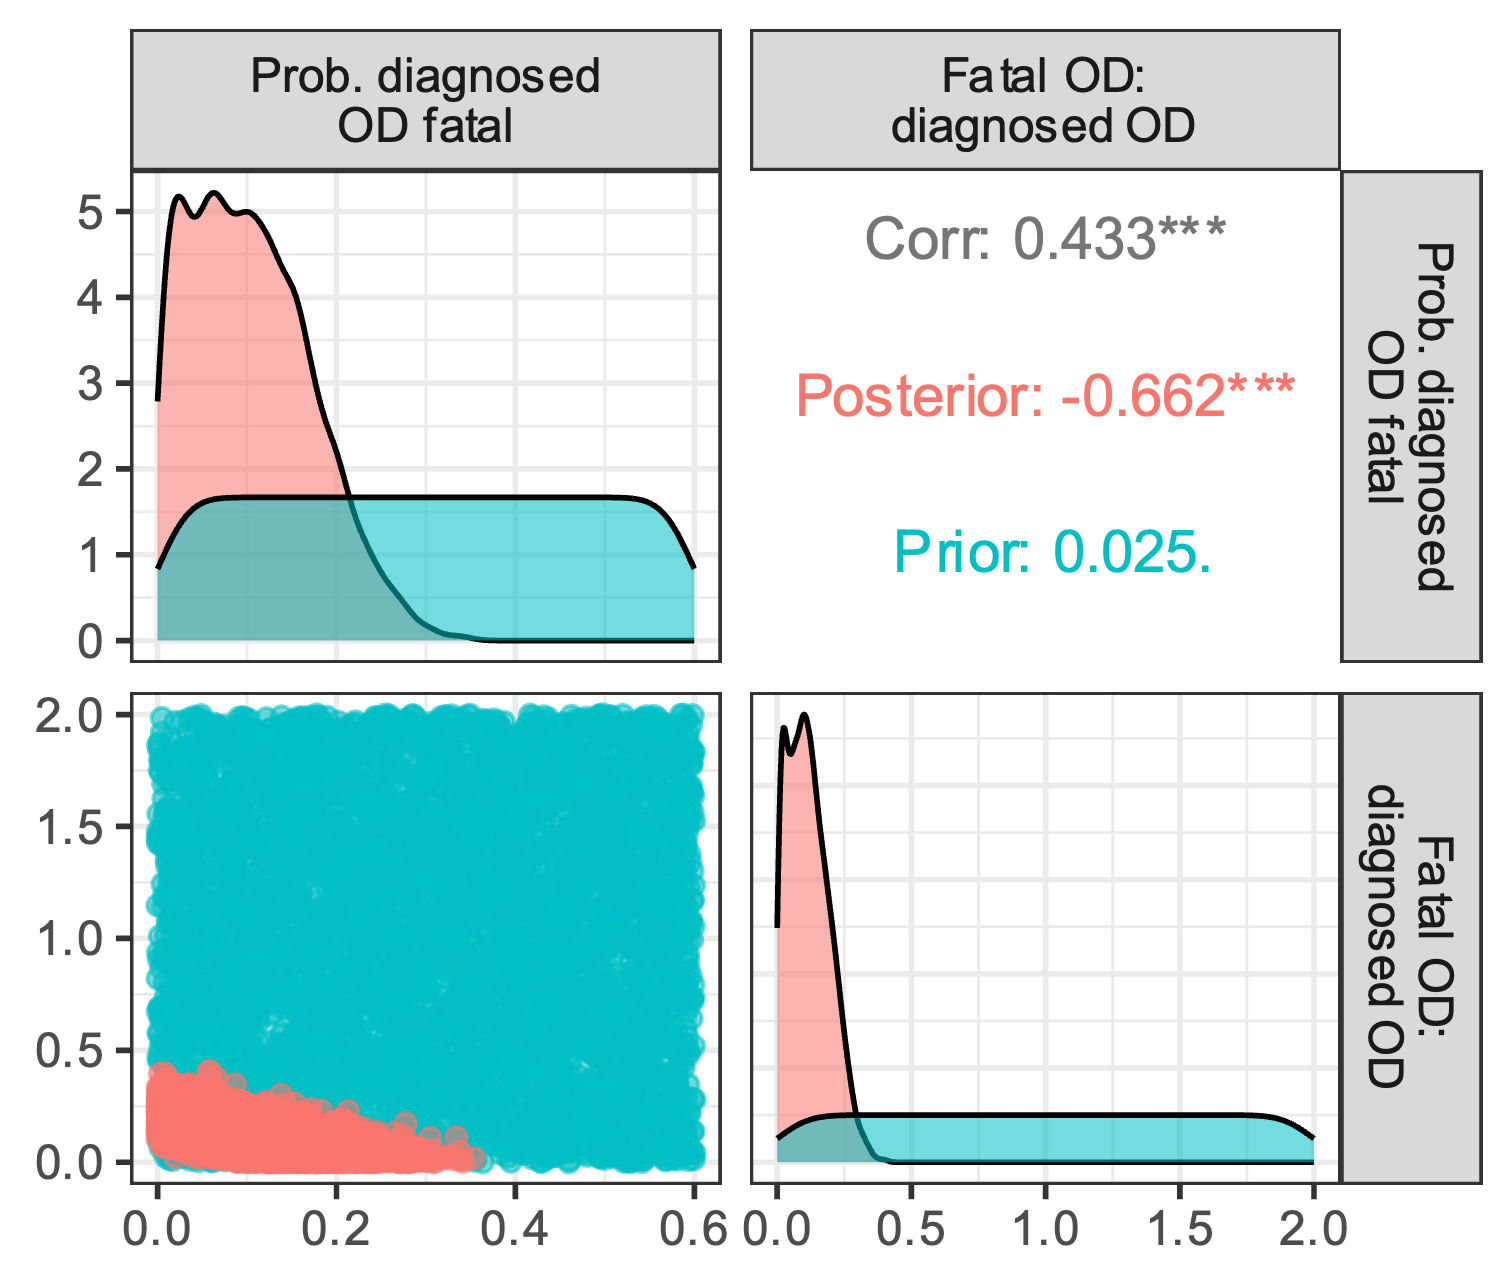 Prob. diagnosed
OD fatal
Fatal OD:
diagnosed OD
5
4
3
2
1
0
Corr: 0.433***
Posterior: -0.662***
Prior: 0.025.
Prob. diagnosed
OD fatal
2.0
1.5
1.0
0.5
0.0
Fatal OD:
diagnosed OD
0.0 0.2 0.4 0.6
0.0 0.5 1.0 1.5 2.0